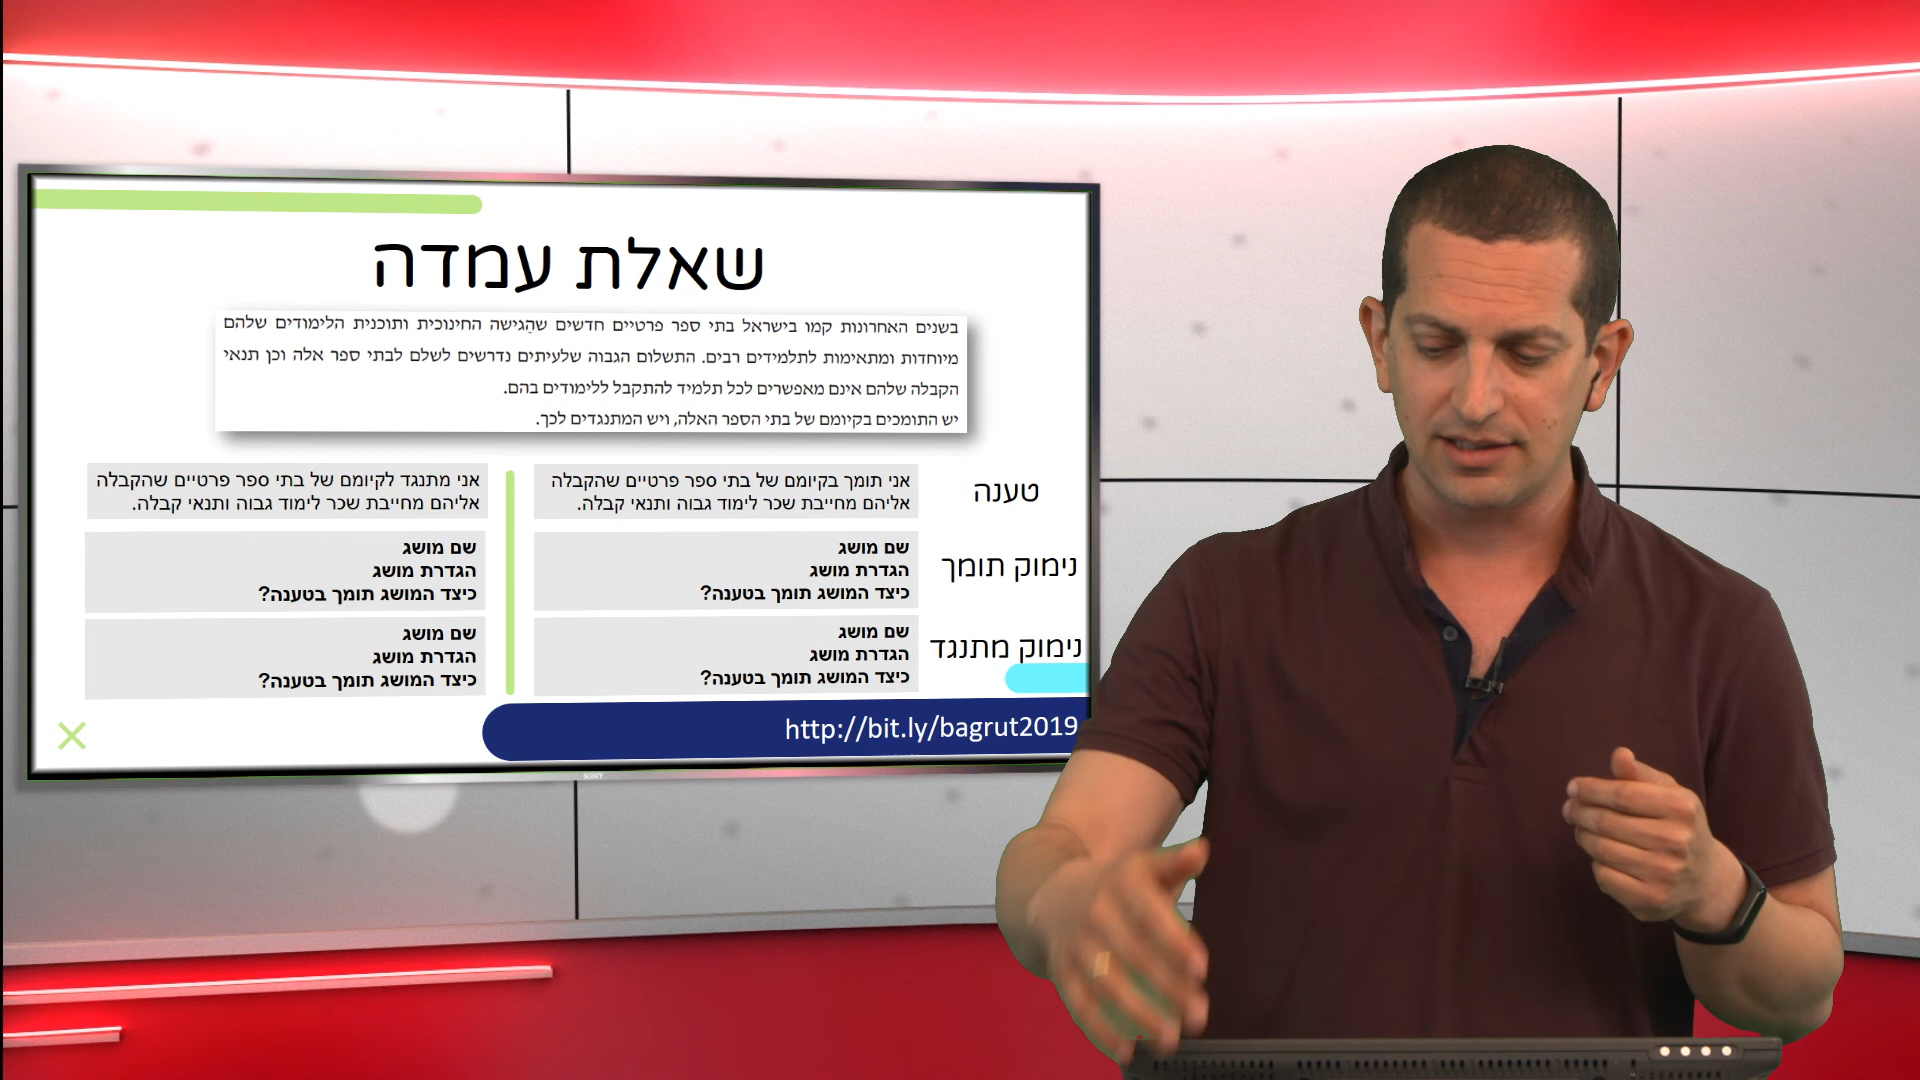 שאלת עמדה
בשנים האחרונות קמו בישראל בתי ספר פרטיים חדשים שהַגישה החינוכית ותוכנית הלימודים שלהם
מיוחדות ומתאימות לתלמידים רבים. התשלום הגבוה שלעיתים נדרשים לשלם לבתי ספר אלה וכן תנאי
הקבלה שלהם אינם מאפשרים לכל תלמיד להתקבל ללימודים בהם.
יש התומכים בקיומם של בתי הספר האלה, ויש המתנגדים לכך.
טענה
אני תומך בקיומם של בתי ספר פרטיים שהקבלה
אליהם מחייבת שכר לימוד גבוה ותנאי קבלה.
אני מתנגד לקיומם של בתי ספר פרטיים שהקבלה
אליהם מחייבת שכר לימוד גבוה ותנאי קבלה.
נימוק תומך
שם מושג
הגדרת מושג
כיצד המושג תומך בטענה?
שם מושג
הגדרת מושג
כיצד המושג תומך בטענה?
נימוק מתנגד
שם מושג
הגדרת מושג
כיצד המושג תומך בטענה?
שם מושג
הגדרת מושג
כיצד המושג תומך בטענה?
http://bit.ly/bagrut2019
SONY